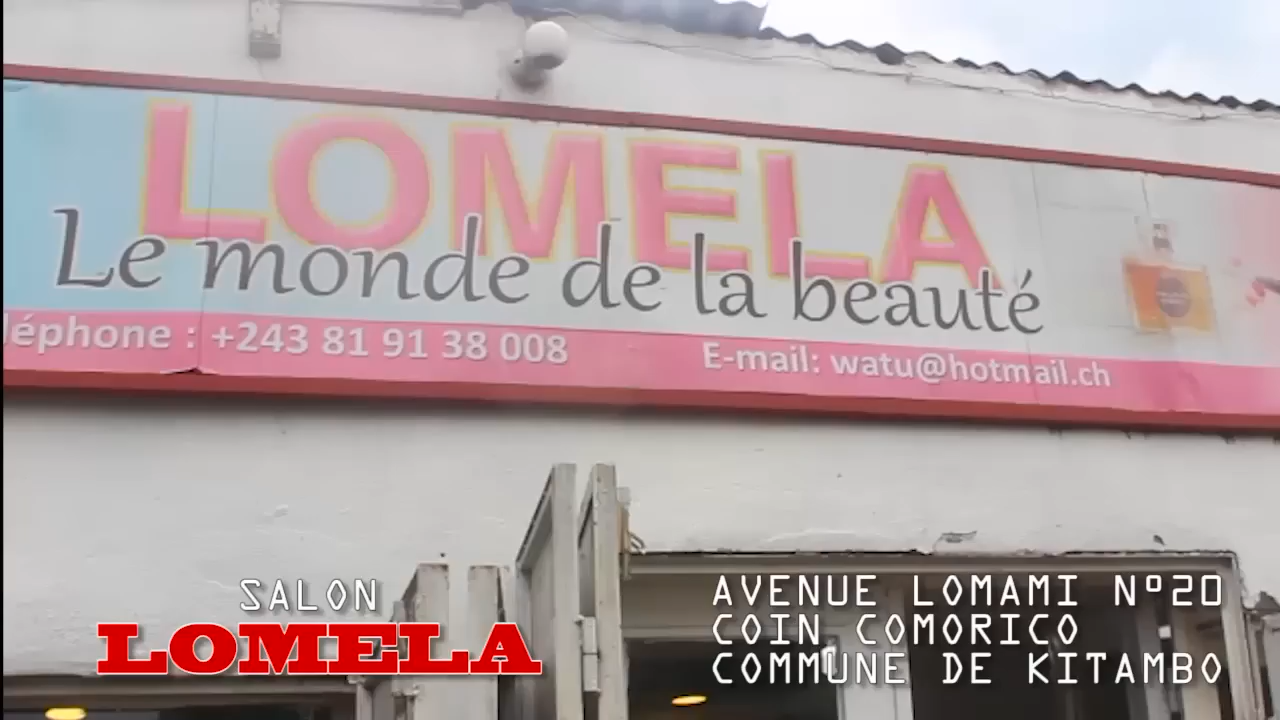 LOMELA
Le monde de la beauté
léphone : +243 81 91 38 008
E-mail: watu@hotmail.ch
SALON
LOMELA
AVENUE LOMAMI Nº20
COIN COMORICO
COMMUNE DE KITAMBO